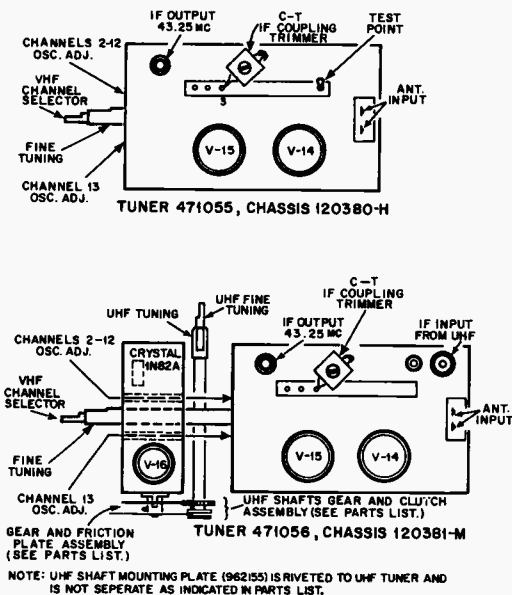 IF OUTPUT
43.25 MC
C-T
IF COUPLING
TRIMMER
TEST
POINT
CHANNELS 2-12
OSC. ADJ.
VHF
CHANNEL
SELECTOR
FINE
TUNING
CHANNEL 13
OSC. ADJ.
3
V-15
V-14
ANT.
INPUT
TUNER 471055, CHASSIS 120380-H
UHF TUNING
UHF FINE
TUNING
C-T
IF COUPLING
TRIMMER
IF OUTPUT
43.25 MC
IF INPUT
FROM UHF
CHANNELS 2-12
OSC. ADJ.
CRYSTAL
1N82A
VHF
CHANNEL
SELECTOR
FINE
TUNING
CHANNEL 13
OSC. ADJ.
V-16
V-15
V-14
ANT.
INPUT
GEAR AND FRICTION
PLATE ASSEMBLY
(SEE PARTS LIST.)
UHF SHAFTS GEAR AND CLUTCH
ASSEMBLY (SEE PARTS LIST.)
TUNER 471056, CHASSIS 120381-M
NOTE: UHF SHAFT MOUNTING PLATE (962155) IS RIVETED TO UHF TUNER AND
IS NOT SEPERATE AS INDICATED IN PARTS LIST.